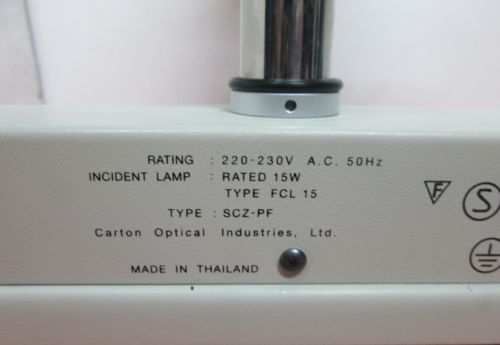 RATING : 220-230V A.C. 50Hz
INCIDENT LAMP : RATED 15W
TYPE FCL 15
TYPE : SCZ-PF
Carton Optical Industries, Ltd.
MADE IN THAILAND
F
S